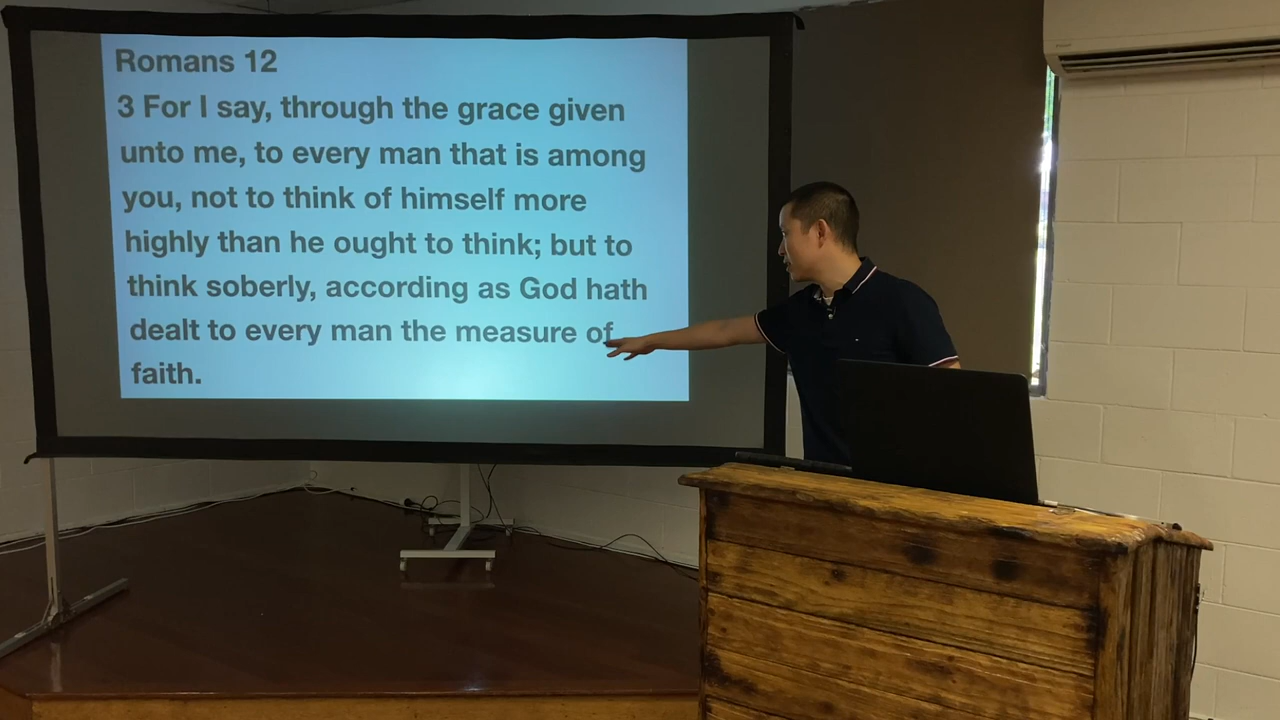 Romans 12
3 For I say, through the grace given
unto me, to every man that is among
you, not to think of himself more
highly than he ought to think; but to
think soberly, according as God hath
dealt to every man the measure of
faith.